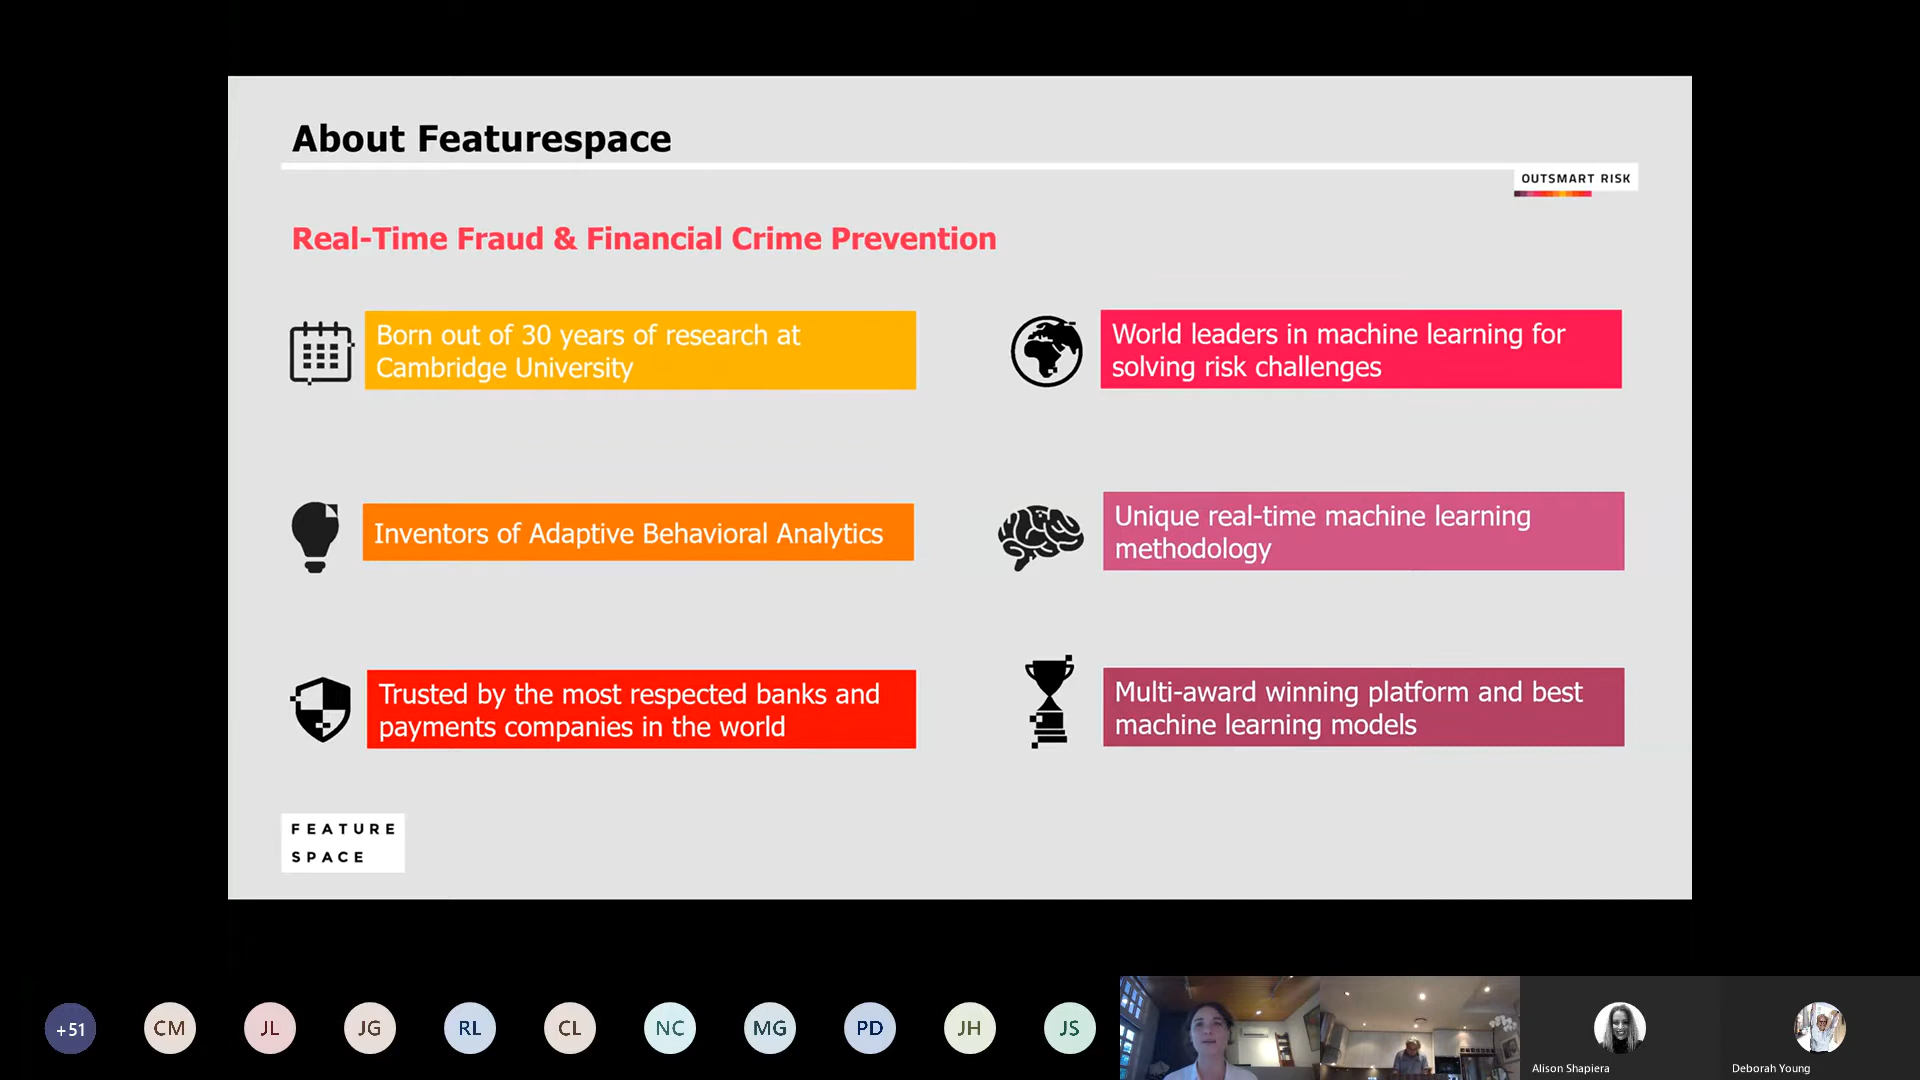 About Featurespace
OUTSMART RISK
Real-Time Fraud & Financial Crime Prevention
Born out of 30 years of research at
Cambridge University
World leaders in machine learning for
solving risk challenges
Inventors of Adaptive Behavioral Analytics
Unique real-time machine learning
methodology
Trusted by the most respected banks and
payments companies in the world
Multi-award winning platform and best
machine learning models
FEATURE
SPACE
+51
CM
JL
JG
RL
CL
NC
MG
PD
JH
JS
Alison Shapiera
Deborah Young